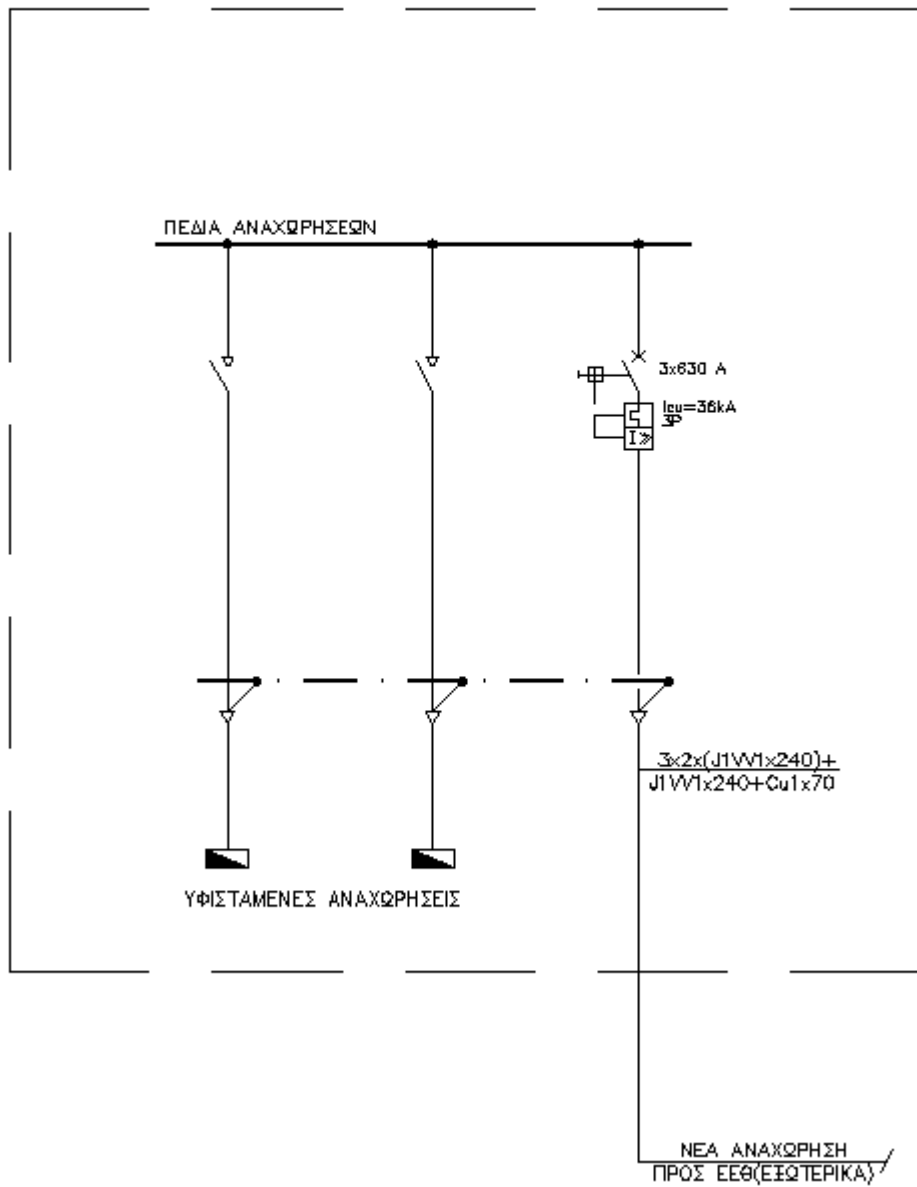 ΠΕΔΙΑ ΑΝΑΧΩΡΗΣΕΩΝ
3x630 A
Icu=36kA
3P
I≫
3x2x(J1VV1x240)+
J1VV1x240+Cu1x70
ΥΦΙΣΤΑΜΕΝΕΣ ΑΝΑΧΩΡΗΣΕΙΣ
ΝΕΑ ΑΝΑΧΩΡΗΣΗ
ΠΡΟΣ ΕΕΘ(ΕΞΩΤΕΡΙΚΑ)